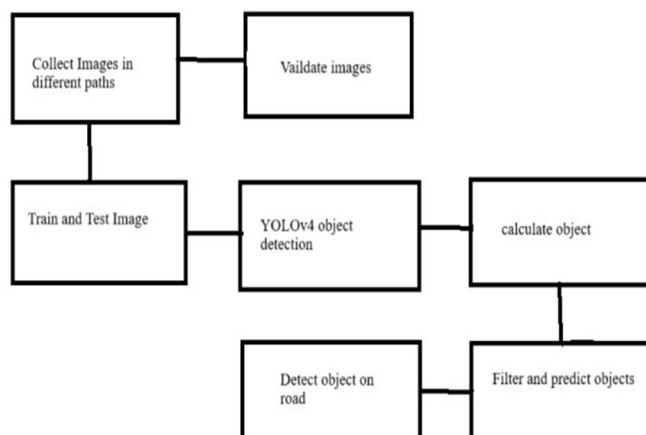 Collect Images in
different paths
Vaildate images
Train and Test Image
YOLOv4 object
detection
calculate object
Detect object on
road
Filter and predict objects